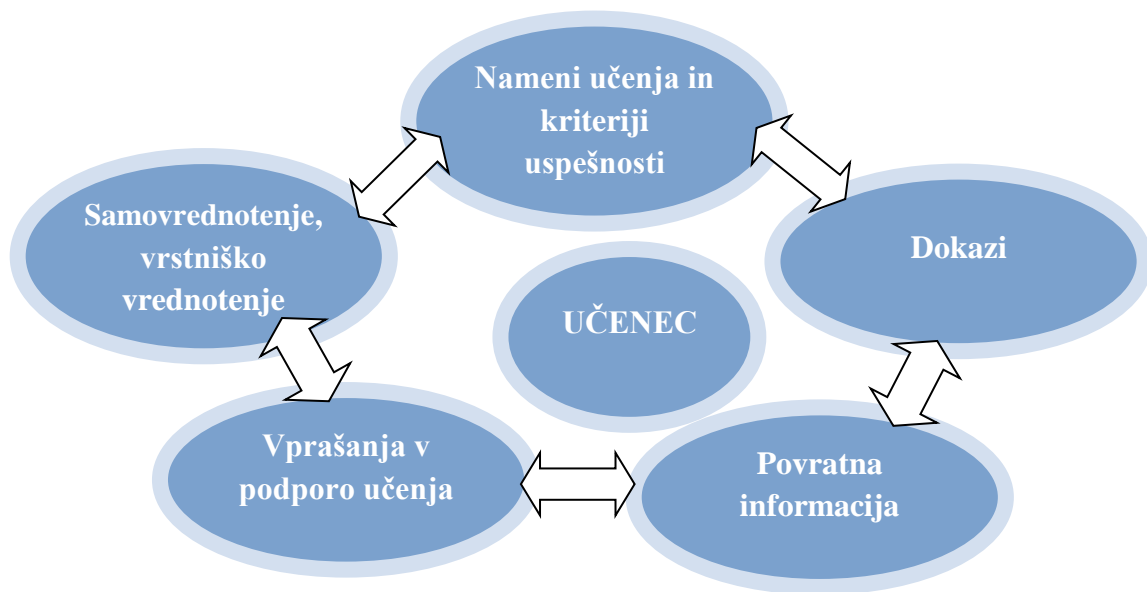 Nameni učenja in
kriteriji
uspešnosti
Samovrednotenje,
vrstniško
vrednotenje
Dokazi
UČENEC
Vprašanja v
podporo učenja
Povratna
informacija